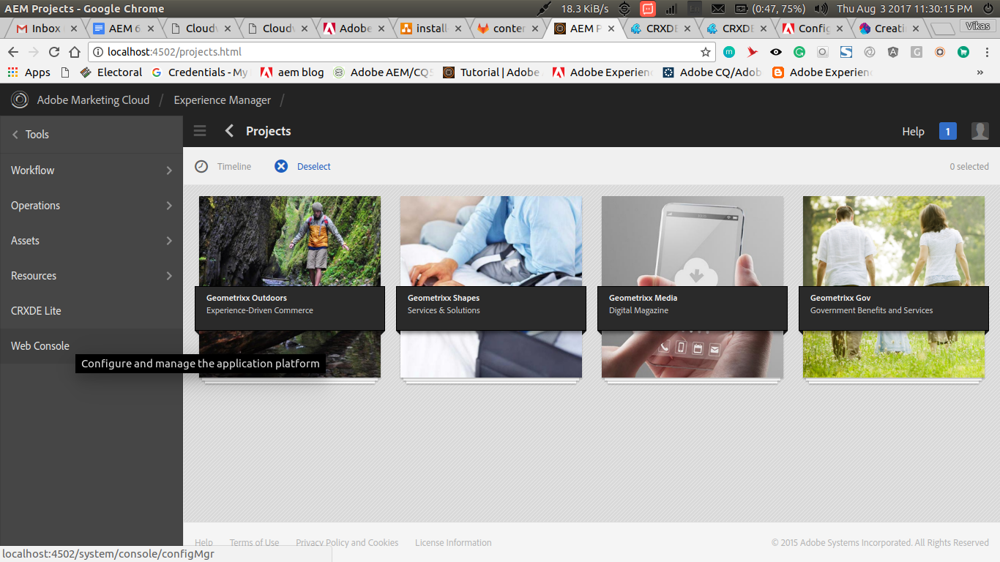 AEM Projects - Google Chrome
18.3 KiB/s
(0:47, 75%)
Thu Aug 3 2017 11:30:15 PM
Inbox
AEM 6
Cloudv
Cloudv
Adobe
install
conter
AEM P
CRXDE
CRXDE
Config
Creati
Vikas
localhost:4502/projects.html
Apps
Electoral
Credentials - My
aem blog
Adobe AEM/CQ5
Tutorial | Adobe
Adobe Experien
Adobe CQ/Adob
Adobe Experien
»
Adobe Marketing Cloud / Experience Manager /
Tools
Projects
Help
1
Workflow
Operations
Assets
Resources
CRXDE Lite
Web Console
Configure and manage the application platform
Timeline
Deselect
0 selected
Geometrixx Outdoors
Experience-Driven Commerce
Geometrixx Shapes
Services & Solutions
Geometrixx Media
Digital Magazine
Geometrixx Gov
Government Benefits and Services
Help
Terms of Use
Privacy Policy and Cookies
License Information
© 2015 Adobe Systems Incorporated. All Rights Reserved
localhost:4502/system/console/configMgr